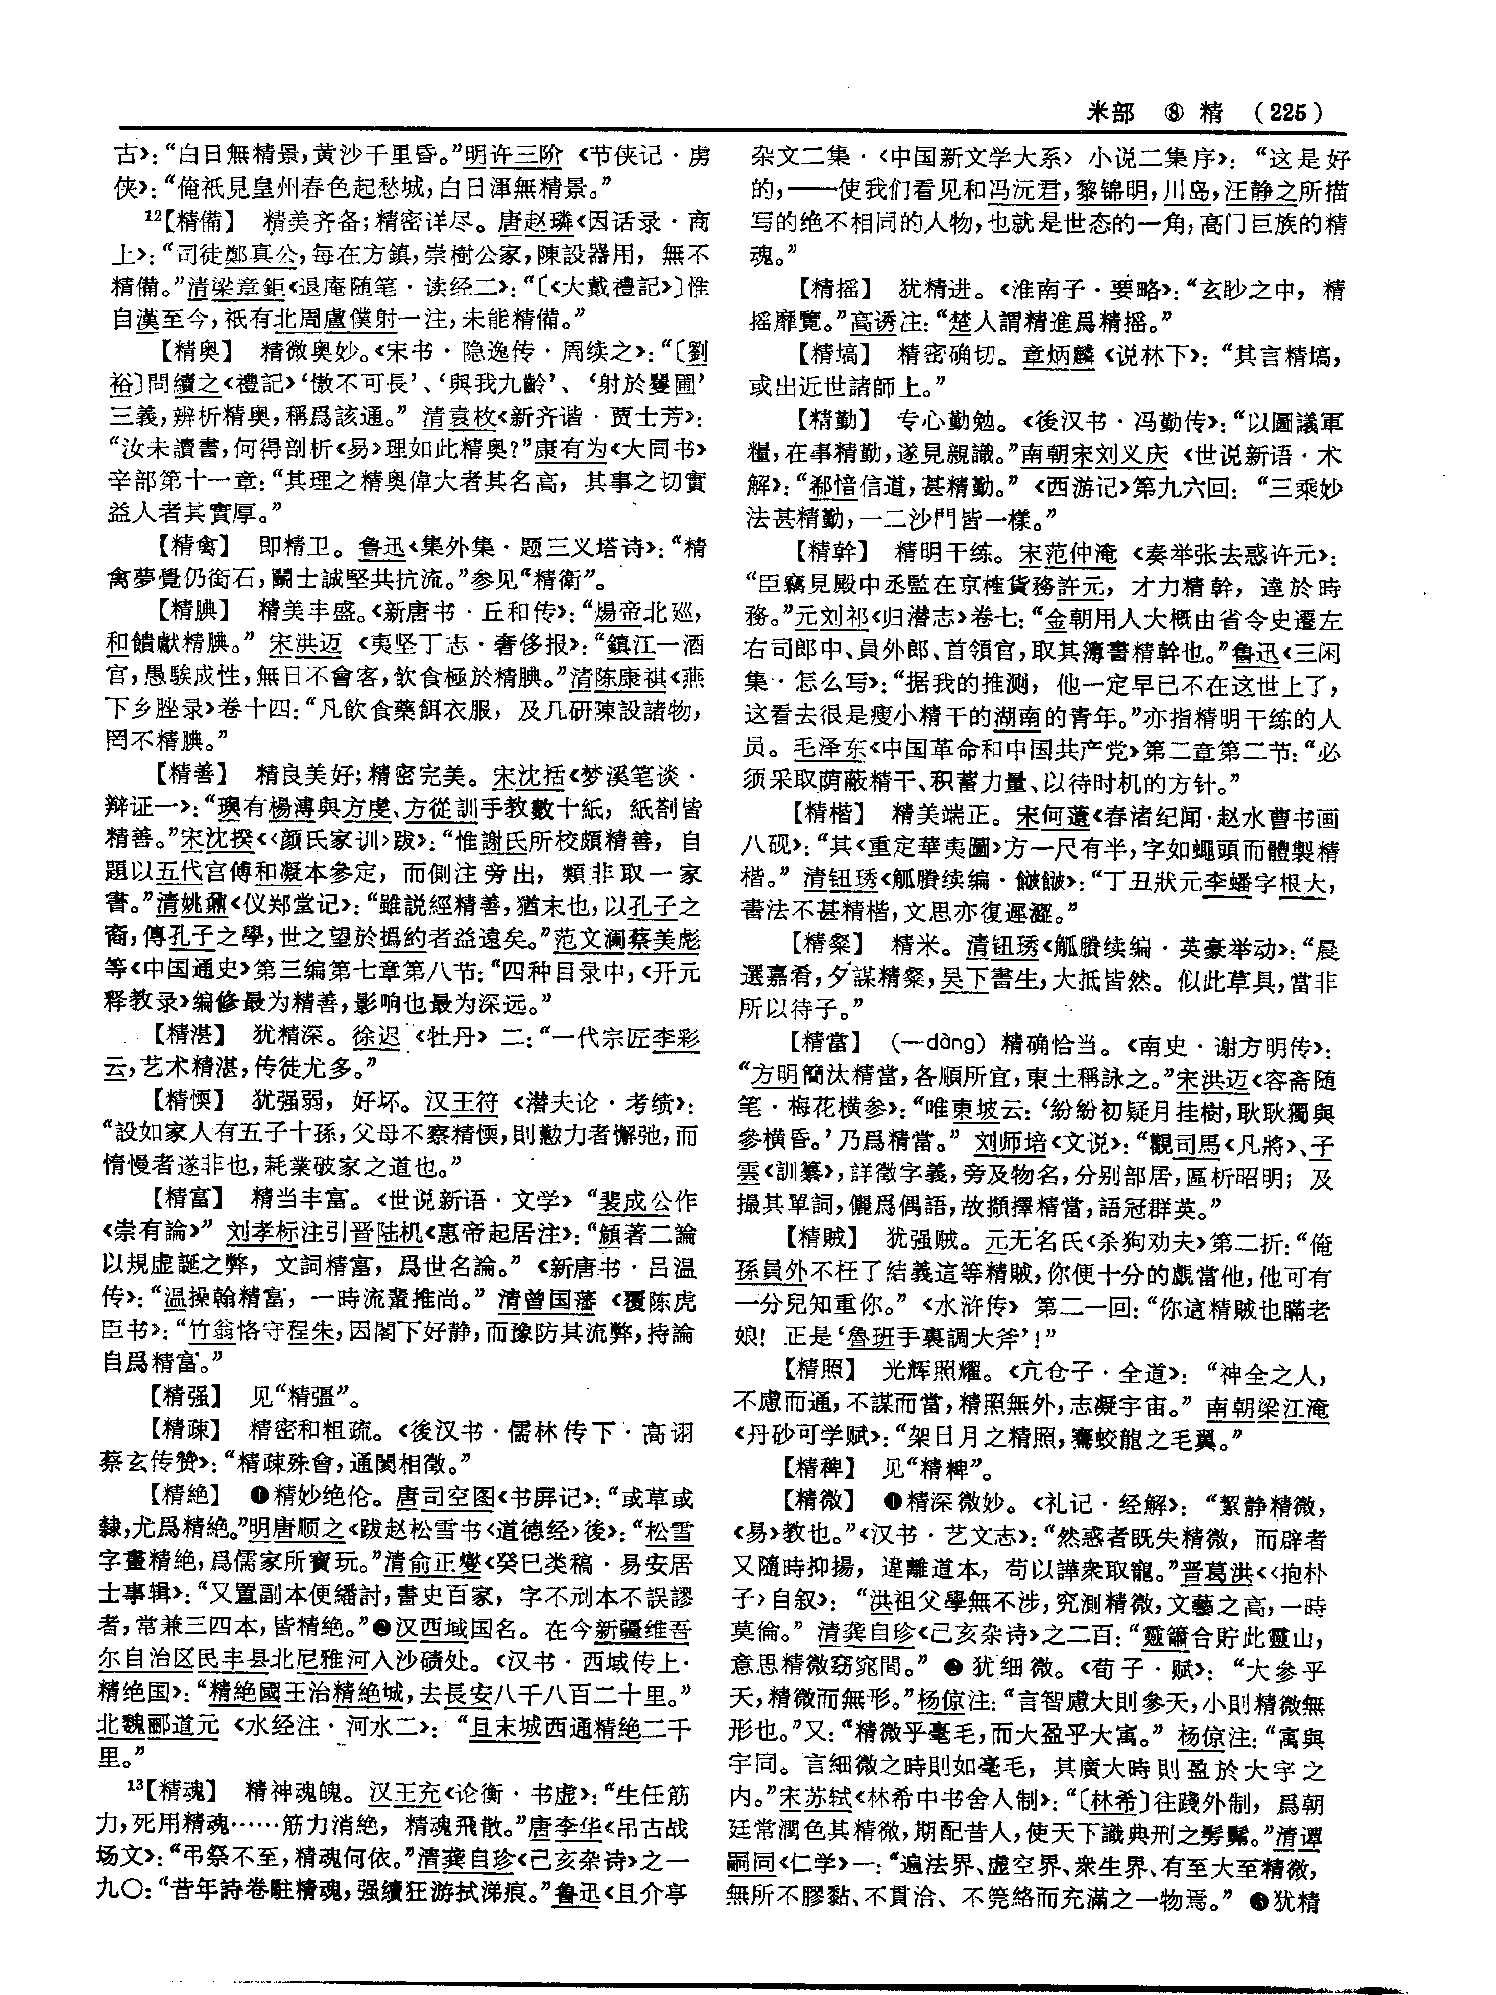 米部 ⑧ 精 (225)
古》：“白日無精景，黄沙千里昏。”明许三阶《节侠记·虏
侠》：“俺祇見皇州春色起愁城，白日渾無精景。”
12【精備】 精美齐备；精密详尽。唐赵璘《因话录·商
上》：“司徒鄭真公，每在方鎮，崇樹公家，陳設器用，無不
精備。”清梁章鉅《退庵随笔·读经二》：“〔《大戴禮記》〕惟
自漢至今，祇有北周盧僕射一注，未能精備。”
【精奥】 精微奥妙。《宋书·隐逸传·周续之》：“〔劉
裕〕問續之《禮記》‘慠不可長’、‘與我九齡’、‘射於矍圃’
三義，辨析精奥，稱爲該通。” 清袁枚《新齐谐·贾士芳》：
“汝未讀書，何得剖析《易》理如此精奥？”康有为《大同书》
辛部第十一章：“其理之精奥偉大者其名高，其事之切實
益人者其實厚。”
【精禽】 即精卫。鲁迅《集外集·题三义塔诗》：“精
禽夢覺仍銜石，鬭士誠堅共抗流。”参见“精衛”。
【精腆】 精美丰盛。《新唐书·丘和传》：“煬帝北廵，
和饋獻精腆。” 宋洪迈《夷坚丁志·奢侈报》：“鎮江一酒
官，愚騃成性，無日不會客，飲食極於精腆。”清陈康祺《燕
下乡脞录》卷十四：“凡飲食藥餌衣服，及几研陳設諸物，
罔不精腆。”
【精善】 精良美好；精密完美。宋沈括《梦溪笔谈·
辩证一》：“璵有楊溥與方虔、方從訓手教數十紙，紙劄皆
精善。”宋沈揆《〈颜氏家训〉跋》：“惟謝氏所校頗精善，自
題以五代宫傅和凝本參定，而側注旁出，類非取一家
書。”清姚鼐《仪郑堂记》：“雖説經精善，猶末也，以孔子之
裔，傳孔子之學，世之望於㧑約者益遠矣。”范文澜蔡美彪
等《中国通史》第三编第七章第八节：“四种目录中，《开元
释教录》编修最为精善，影响也最为深远。”
【精湛】 犹精深。徐迟《牡丹》二：“一代宗匠李彩
云，艺术精湛，传徒尤多。”
【精愞】 犹强弱，好坏。汉王符《潜夫论·考绩》：
“設如家人有五子十孫，父母不察精愞，則懃力者懈弛，而
惰慢者遂非也，耗業破家之道也。”
【精富】 精当丰富。《世说新语·文学》“裴成公作
《崇有論》” 刘孝标注引晋陆机《惠帝起居注》：“頠著二論
以規虚誕之弊，文詞精富，爲世名論。”《新唐书·吕温
传》：“温操翰精富，一時流輩推尚。” 清曾国藩《覆陈虎
臣书》：“竹翁恪守程朱，因閣下好静，而豫防其流弊，持論
自爲精富。”
【精强】 见“精彊”。
【精疎】 精密和粗疏。《後汉书·儒林传下·高诩
蔡玄传赞》：“精疎殊會，通閡相徵。”
【精絶】 ❶精妙绝伦。唐司空图《书屏记》：“或草或
隸，尤爲精絶。”明唐顺之《跋赵松雪书〈道德经〉後》：“松雪
字畫精絶，爲儒家所寶玩。”清俞正燮《癸巳类稿·易安居
士事辑》：“又置副本便繙討，書史百家，字不刓本不誤謬
者，常兼三四本，皆精絶。”❷汉西域国名。在今新疆维吾
尔自治区民丰县北尼雅河入沙碛处。《汉书·西域传上·
精绝国》：“精絶國王治精絶城，去長安八千八百二十里。”
北魏郦道元《水经注·河水二》：“且末城西通精絶二千
里。”
13【精魂】 精神魂魄。汉王充《论衡·书虚》：“生任筋
力，死用精魂……筋力消絶，精魂飛散。”唐李华《吊古战
场文》：“弔祭不至，精魂何依。”清龚自珍《己亥杂诗》之一
九〇：“昔年詩卷駐精魂，强續狂游拭涕痕。”鲁迅《且介亭
杂文二集·〈中国新文学大系〉小说二集序》：“这是好
的，——使我们看见和冯沅君，黎锦明，川岛，汪静之所描
写的绝不相同的人物，也就是世态的一角，高门巨族的精
魂。”
【精摇】 犹精进。《淮南子·要略》：“玄眇之中，精
摇靡覽。”高诱注：“楚人謂精進爲精摇。”
【精塙】 精密确切。章炳麟《说林下》：“其言精塙，
或出近世諸師上。”
【精勤】 专心勤勉。《後汉书·冯勤传》：“以圖議軍
糧，在事精勤，遂見親識。”南朝宋刘义庆《世说新语·术
解》：“郗愔信道，甚精勤。”《西游记》第九六回：“三乘妙
法甚精勤，一二沙門皆一樣。”
【精幹】 精明干练。宋范仲淹《奏举张去惑许元》：
“臣竊見殿中丞監在京榷貨務許元，才力精幹，達於時
務。”元刘祁《归潜志》卷七：“金朝用人大概由省令史遷左
右司郎中、員外郎、首領官，取其簿書精幹也。”鲁迅《三闲
集·怎么写》：“据我的推测，他一定早已不在这世上了，
这看去很是瘦小精干的湖南的青年。”亦指精明干练的人
员。毛泽东《中国革命和中国共产党》第二章第二节：“必
须采取荫蔽精干、积蓄力量、以待时机的方针。”
【精楷】 精美端正。宋何薳《春渚纪闻·赵水曹书画
八砚》：“其《重定華夷圖》方一尺有半，字如蠅頭而體製精
楷。” 清钮琇《觚賸续编·皴皴》：“丁丑狀元李蟠字根大，
書法不甚精楷，文思亦復遲澀。”
【精粲】 精米。清钮琇《觚賸续编·英豪举动》：“晨
選嘉肴，夕謀精粲，吴下書生，大抵皆然。似此草具，當非
所以待子。”
【精當】 （—dàng）精确恰当。《南史·谢方明传》：
“方明簡汰精當，各順所宜，東土稱詠之。”宋洪迈《容斋随
笔·梅花横参》：“唯東坡云：‘紛紛初疑月挂樹，耿耿獨與
參横昏。’乃爲精當。” 刘师培《文说》：“觀司馬《凡將》、子
雲《訓纂》，詳徵字義，旁及物名，分别部居，區析昭明；及
撮其單詞，儷爲偶語，故擷擇精當，語冠群英。”
【精贼】 犹强贼。元无名氏《杀狗劝夫》第二折：“俺
孫員外不枉了結義這等精賊，你便十分的覷當他，他可有
一分兒知重你。”《水浒传》第二一回：“你這精賊也瞞老
娘！正是‘魯班手裏調大斧’！”
【精照】 光辉照耀。《亢仓子·全道》：“神全之人，
不慮而通，不謀而當，精照無外，志凝宇宙。” 南朝梁江淹
《丹砂可学赋》：“架日月之精照，騫蛟龍之毛翼。”
【精稗】 见“精粺”。
【精微】 ❶精深微妙。《礼记·经解》：“絜静精微，
《易》教也。”《汉书·艺文志》：“然惑者既失精微，而辟者
又隨時抑揚，違離道本，苟以譁衆取寵。”晋葛洪《〈抱朴
子〉自叙》：“洪祖父學無不涉，究測精微，文藝之高，一時
莫倫。” 清龚自珍《己亥杂诗》之二百：“靈簫合貯此靈山，
意思精微窈窕間。” ❷犹细微。《荀子·赋》：“大參乎
天，精微而無形。”杨倞注：“言智慮大則參天，小則精微無
形也。”又：“精微乎毫毛，而大盈乎大㝢。” 杨倞注：“㝢與
宇同。言細微之時則如毫毛，其廣大時則盈於大宇之
内。”宋苏轼《林希中书舍人制》：“〔林希〕往踐外制，爲朝
廷常潤色其精微，期配昔人，使天下識典刑之髣髴。”清谭
嗣同《仁学》一：“遍法界、虚空界、衆生界、有至大至精微，
無所不膠黏、不貫洽、不筦絡而充滿之一物焉。” ❸犹精